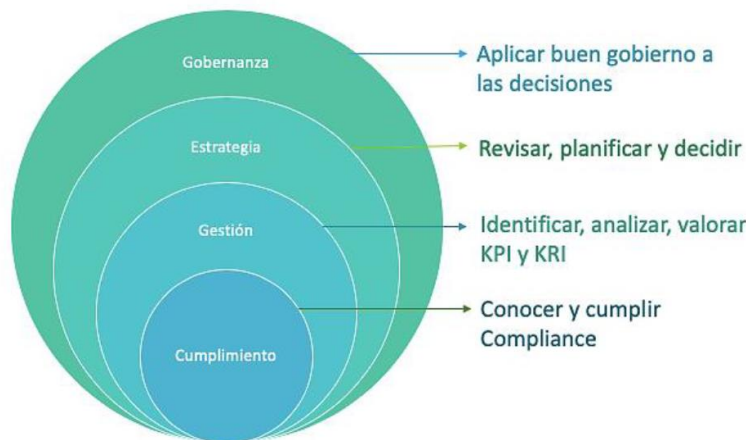 Gobernanza
Aplicar buen gobierno a
las decisiones
Estrategia
Revisar, planificar y decidir
Gestión
Identificar, analizar, valorar
KPI y KRI
Cumplimiento
Conocer y cumplir
Compliance